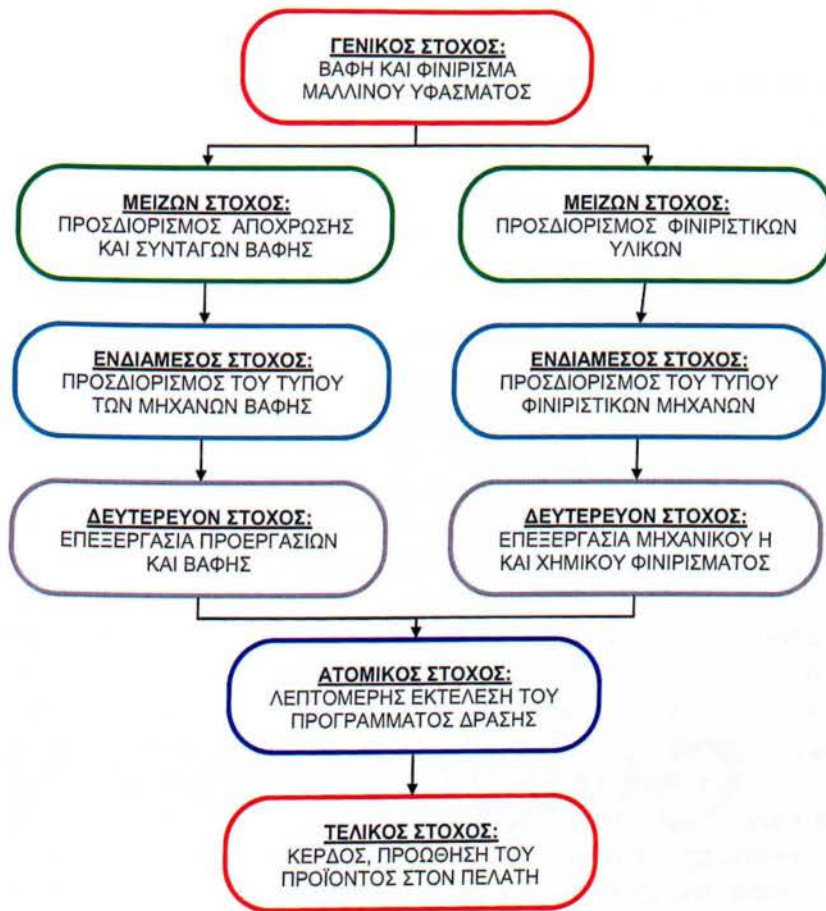 ΓΕΝΙΚΟΣ ΣΤΟΧΟΣ:
ΒΑΦΗ ΚΑΙ ΦΙΝΙΡΙΣΜΑ
ΜΑΛΛΙΝΟΥ ΥΦΑΣΜΑΤΟΣ
ΜΕΙΖΩΝ ΣΤΟΧΟΣ:
ΠΡΟΣΔΙΟΡΙΣΜΟΣ ΑΠΟΧΡΩΣΗΣ
ΚΑΙ ΣΥΝΤΑΓΩΝ ΒΑΦΗΣ
ΜΕΙΖΩΝ ΣΤΟΧΟΣ:
ΠΡΟΣΔΙΟΡΙΣΜΟΣ ΦΙΝΙΡΙΣΤΙΚΩΝ
ΥΛΙΚΩΝ
ΕΝΔΙΑΜΕΣΟΣ ΣΤΟΧΟΣ:
ΠΡΟΣΔΙΟΡΙΣΜΟΣ ΤΟΥ ΤΥΠΟΥ
ΤΩΝ ΜΗΧΑΝΩΝ ΒΑΦΗΣ
ΕΝΔΙΑΜΕΣΟΣ ΣΤΟΧΟΣ:
ΠΡΟΣΔΙΟΡΙΣΜΟΣ ΤΟΥ ΤΥΠΟΥ
ΦΙΝΙΡΙΣΤΙΚΩΝ ΜΗΧΑΝΩΝ
ΔΕΥΤΕΡΕΥΟΝ ΣΤΟΧΟΣ:
ΕΠΕΞΕΡΓΑΣΙΑ ΠΡΟΕΡΓΑΣΙΩΝ
ΚΑΙ ΒΑΦΗΣ
ΔΕΥΤΕΡΕΥΟΝ ΣΤΟΧΟΣ:
ΕΠΕΞΕΡΓΑΣΙΑ ΜΗΧΑΝΙΚΟΥ Η
ΚΑΙ ΧΗΜΙΚΟΥ ΦΙΝΙΡΙΣΜΑΤΟΣ
ΑΤΟΜΙΚΟΣ ΣΤΟΧΟΣ:
ΛΕΠΤΟΜΕΡΗΣ ΕΚΤΕΛΕΣΗ ΤΟΥ
ΠΡΟΓΡΑΜΜΑΤΟΣ ΔΡΑΣΗΣ
ΤΕΛΙΚΟΣ ΣΤΟΧΟΣ:
ΚΕΡΔΟΣ, ΠΡΟΩΘΗΣΗ ΤΟΥ
ΠΡΟΪΟΝΤΟΣ ΣΤΟΝ ΠΕΛΑΤΗ